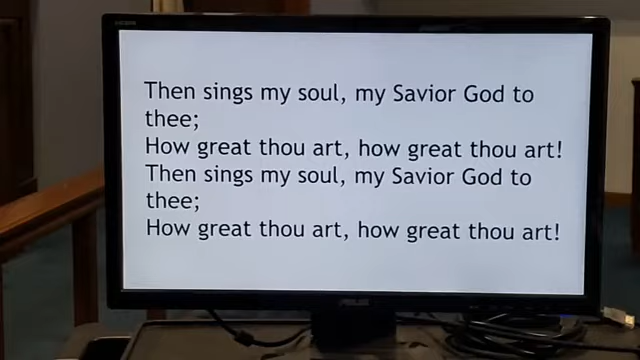 Then sings my soul, my Savior God to
thee;
How great thou art, how great thou art!
Then sings my soul, my Savior God to
thee;
How great thou art, how great thou art!